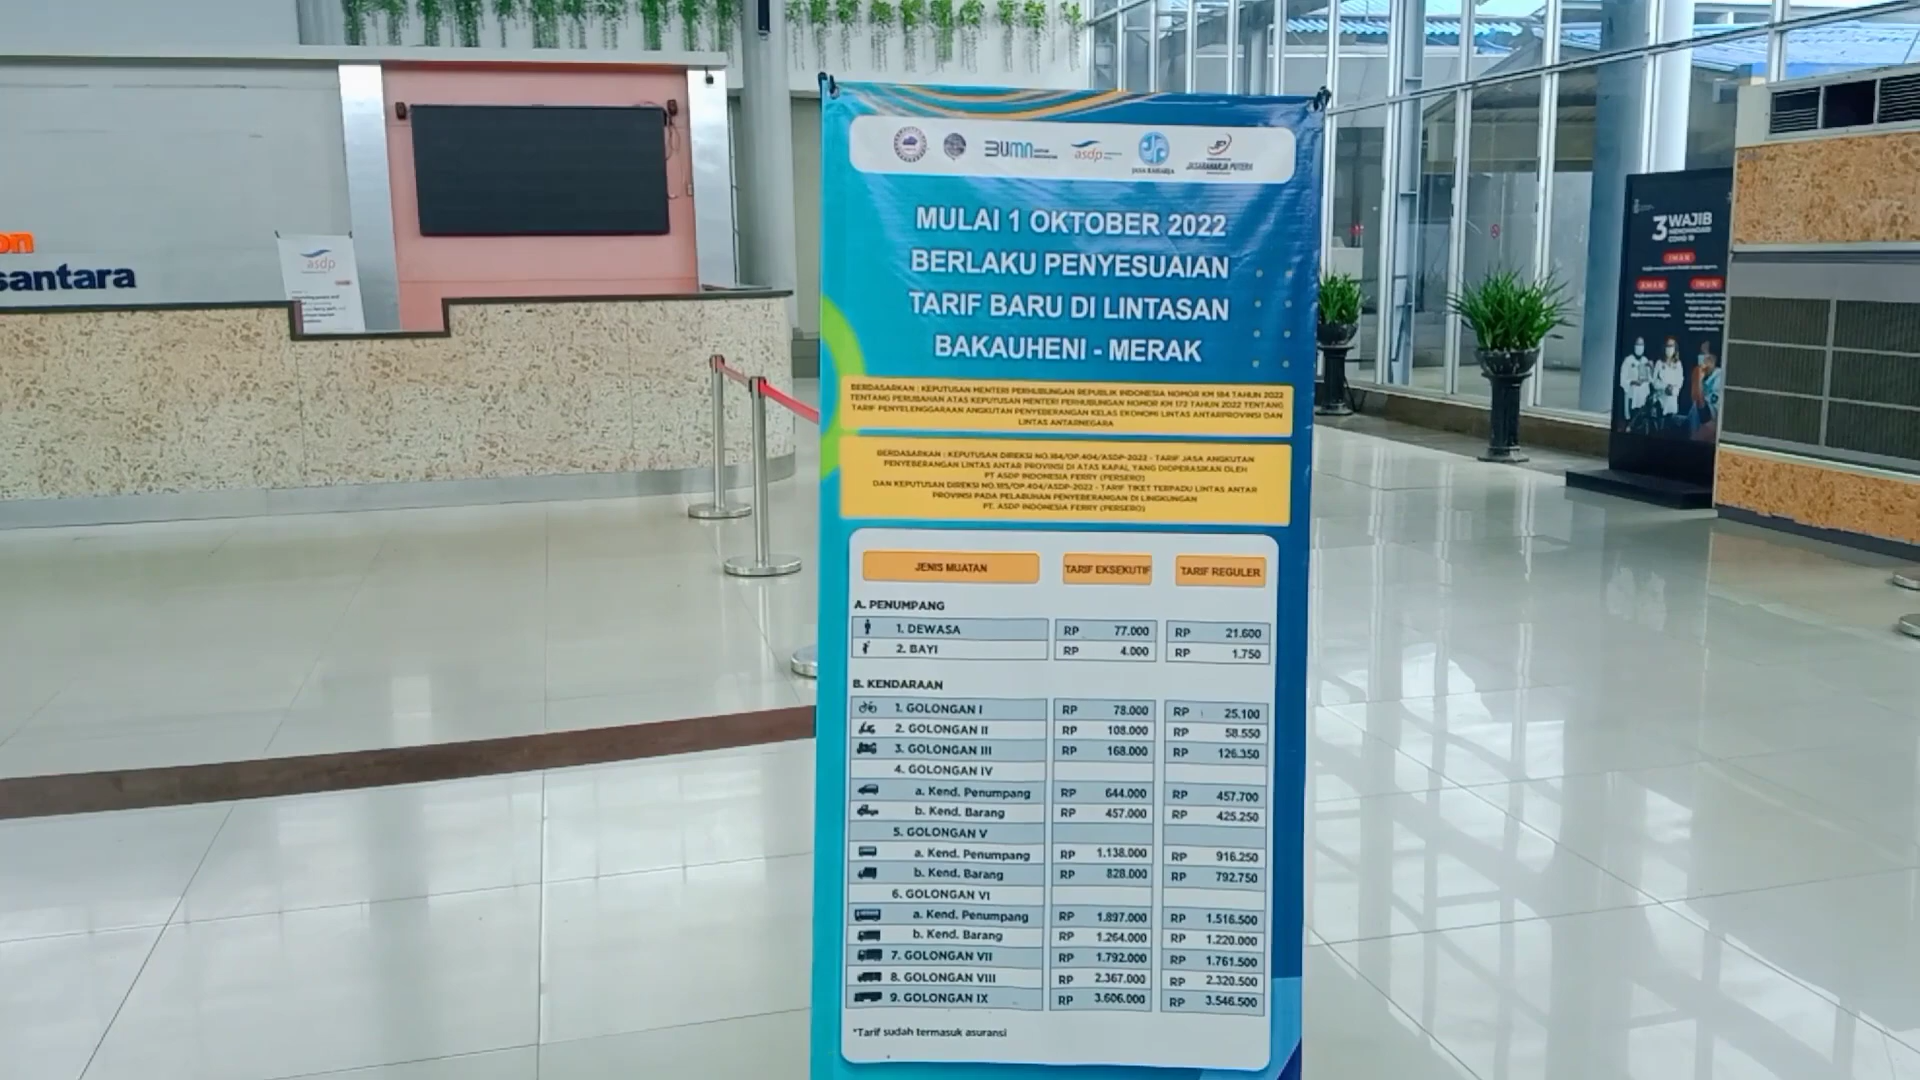 on
santara
asdp
BUMN
asdp
JASA RAHARJA
JASARAHARJA PUTERA
MULAI 1 OKTOBER 2022
BERLAKU PENYESUAIAN
TARIF BARU DI LINTASAN
BAKAUHENI - MERAK
BERDASARKAN : KEPUTUSAN MENTERI PERHUBUNGAN REPUBLIK INDONESIA NOMOR KM 184 TAHUN 2022
TENTANG PERUBAHAN ATAS KEPUTUSAN MENTERI PERHUBUNGAN NOMOR KM 172 TAHUN 2022 TENTANG
TARIF PENYELENGGARAAN ANGKUTAN PENYEBERANGAN KELAS EKONOMI LINTAS ANTARPROVINSI DAN
LINTAS ANTARNEGARA
BERDASARKAN : KEPUTUSAN DIREKSI NO.184/OP.404/ASDP-2022 - TARIF JASA ANGKUTAN
PENYEBERANGAN LINTAS ANTAR PROVINSI DI ATAS KAPAL YANG DIOPERASIKAN OLEH
PT ASDP INDONESIA FERRY (PERSERO)
DAN KEPUTUSAN DIREKSI NO.185/OP.404/ASDP-2022 - TARIF TIKET TERPADU LINTAS ANTAR
PROVINSI PADA PELABUHAN PENYEBERANGAN DI LINGKUNGAN
PT. ASDP INDONESIA FERRY (PERSERO)
JENIS MUATAN TARIF EKSEKUTIF TARIF REGULER
A. PENUMPANG
1. DEWASA RP 77.000 RP 21.600
2. BAYI RP 4.000 RP 1.750
B. KENDARAAN
1. GOLONGAN I RP 78.000 RP 25.100
2. GOLONGAN II RP 108.000 RP 58.550
3. GOLONGAN III RP 168.000 RP 126.350
4. GOLONGAN IV
a. Kend. Penumpang RP 644.000 RP 457.700
b. Kend. Barang RP 457.000 RP 425.250
5. GOLONGAN V
a. Kend. Penumpang RP 1.138.000 RP 916.250
b. Kend. Barang RP 828.000 RP 792.750
6. GOLONGAN VI
a. Kend. Penumpang RP 1.897.000 RP 1.516.500
b. Kend. Barang RP 1.264.000 RP 1.220.000
7. GOLONGAN VII RP 1.792.000 RP 1.761.500
8. GOLONGAN VIII RP 2.367.000 RP 2.320.500
9. GOLONGAN IX RP 3.606.000 RP 3.546.500
*Tarif sudah termasuk asuransi
3 WAJIB
IMAN
AMAN
IMUN